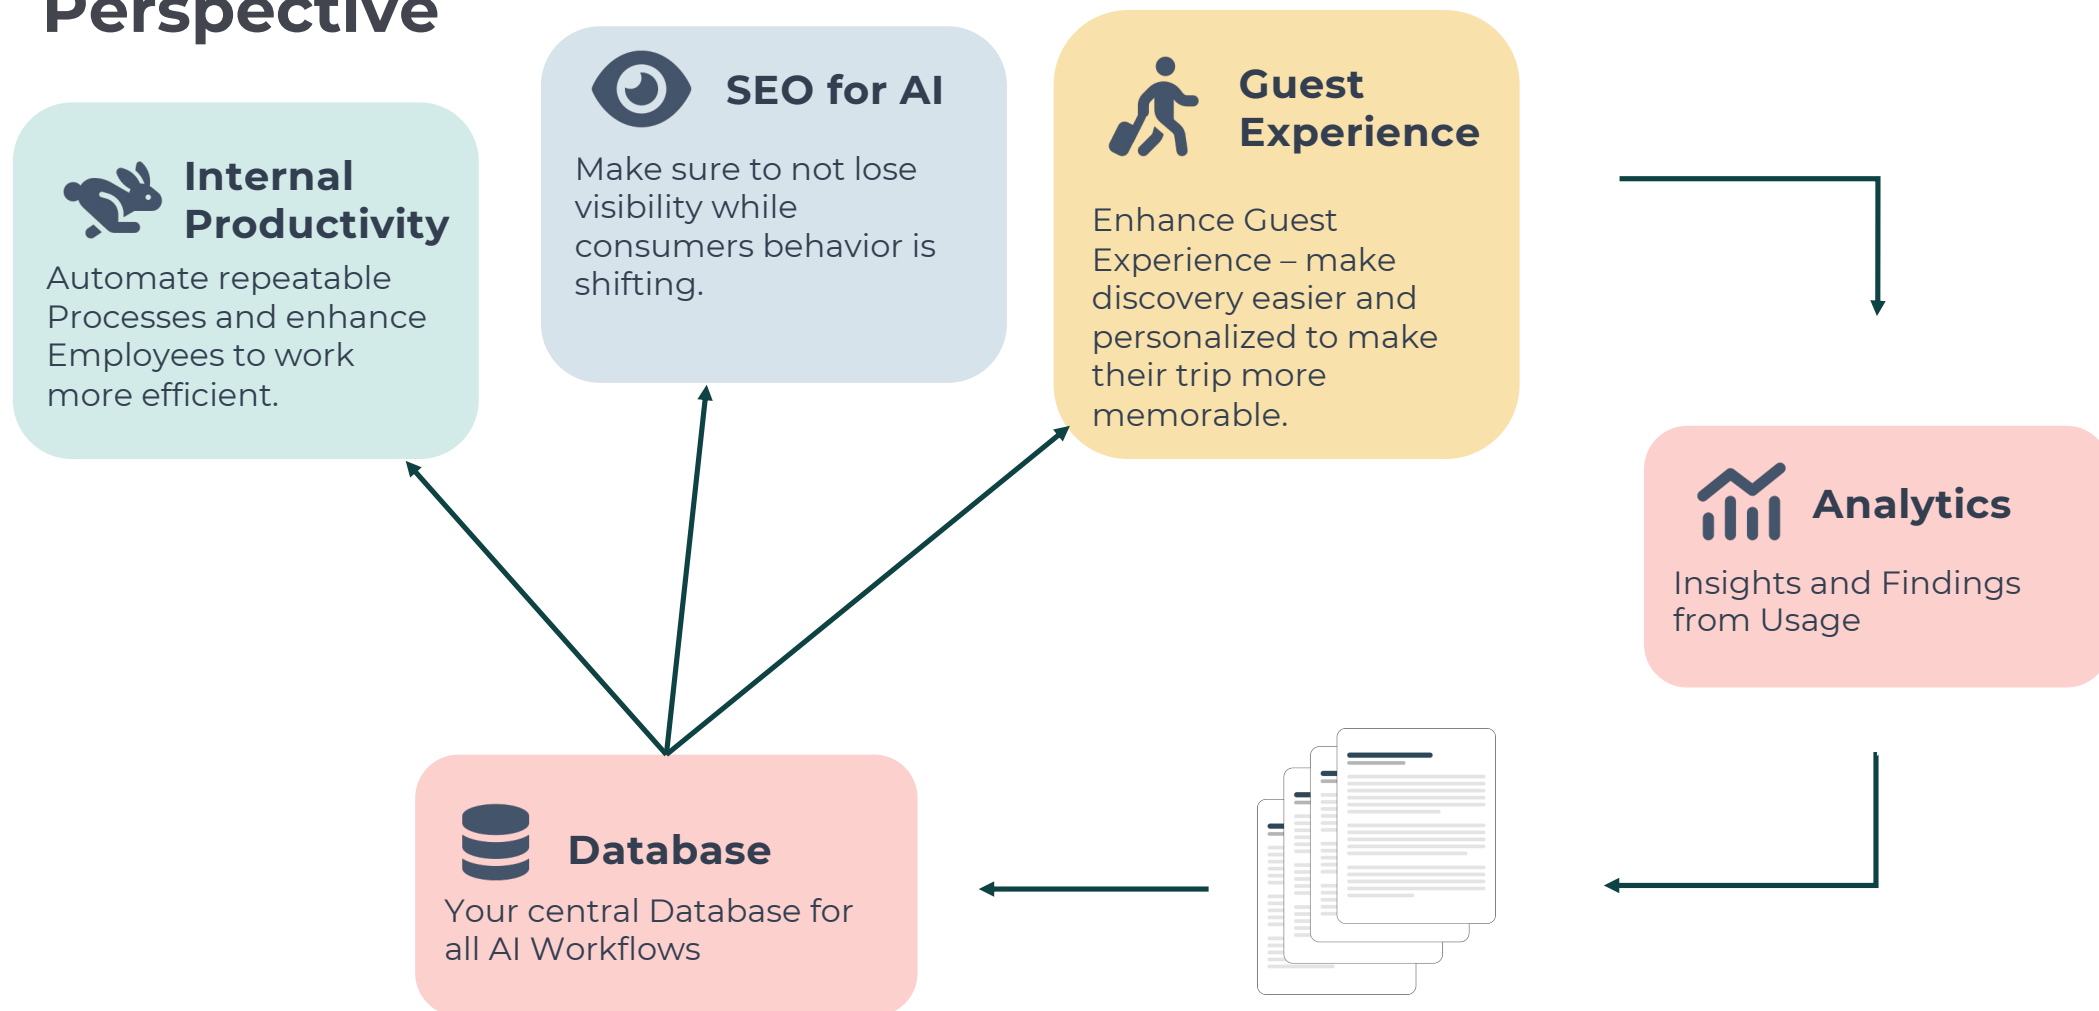 Perspective
Internal
Productivity
Automate repeatable
Processes and enhance
Employees to work
more efficient.
SEO for AI
Make sure to not lose
visibility while
consumers behavior is
shifting.
Guest
Experience
Enhance Guest
Experience – make
discovery easier and
personalized to make
their trip more
memorable.
Analytics
Insights and Findings
from Usage
Database
Your central Database for
all AI Workflows